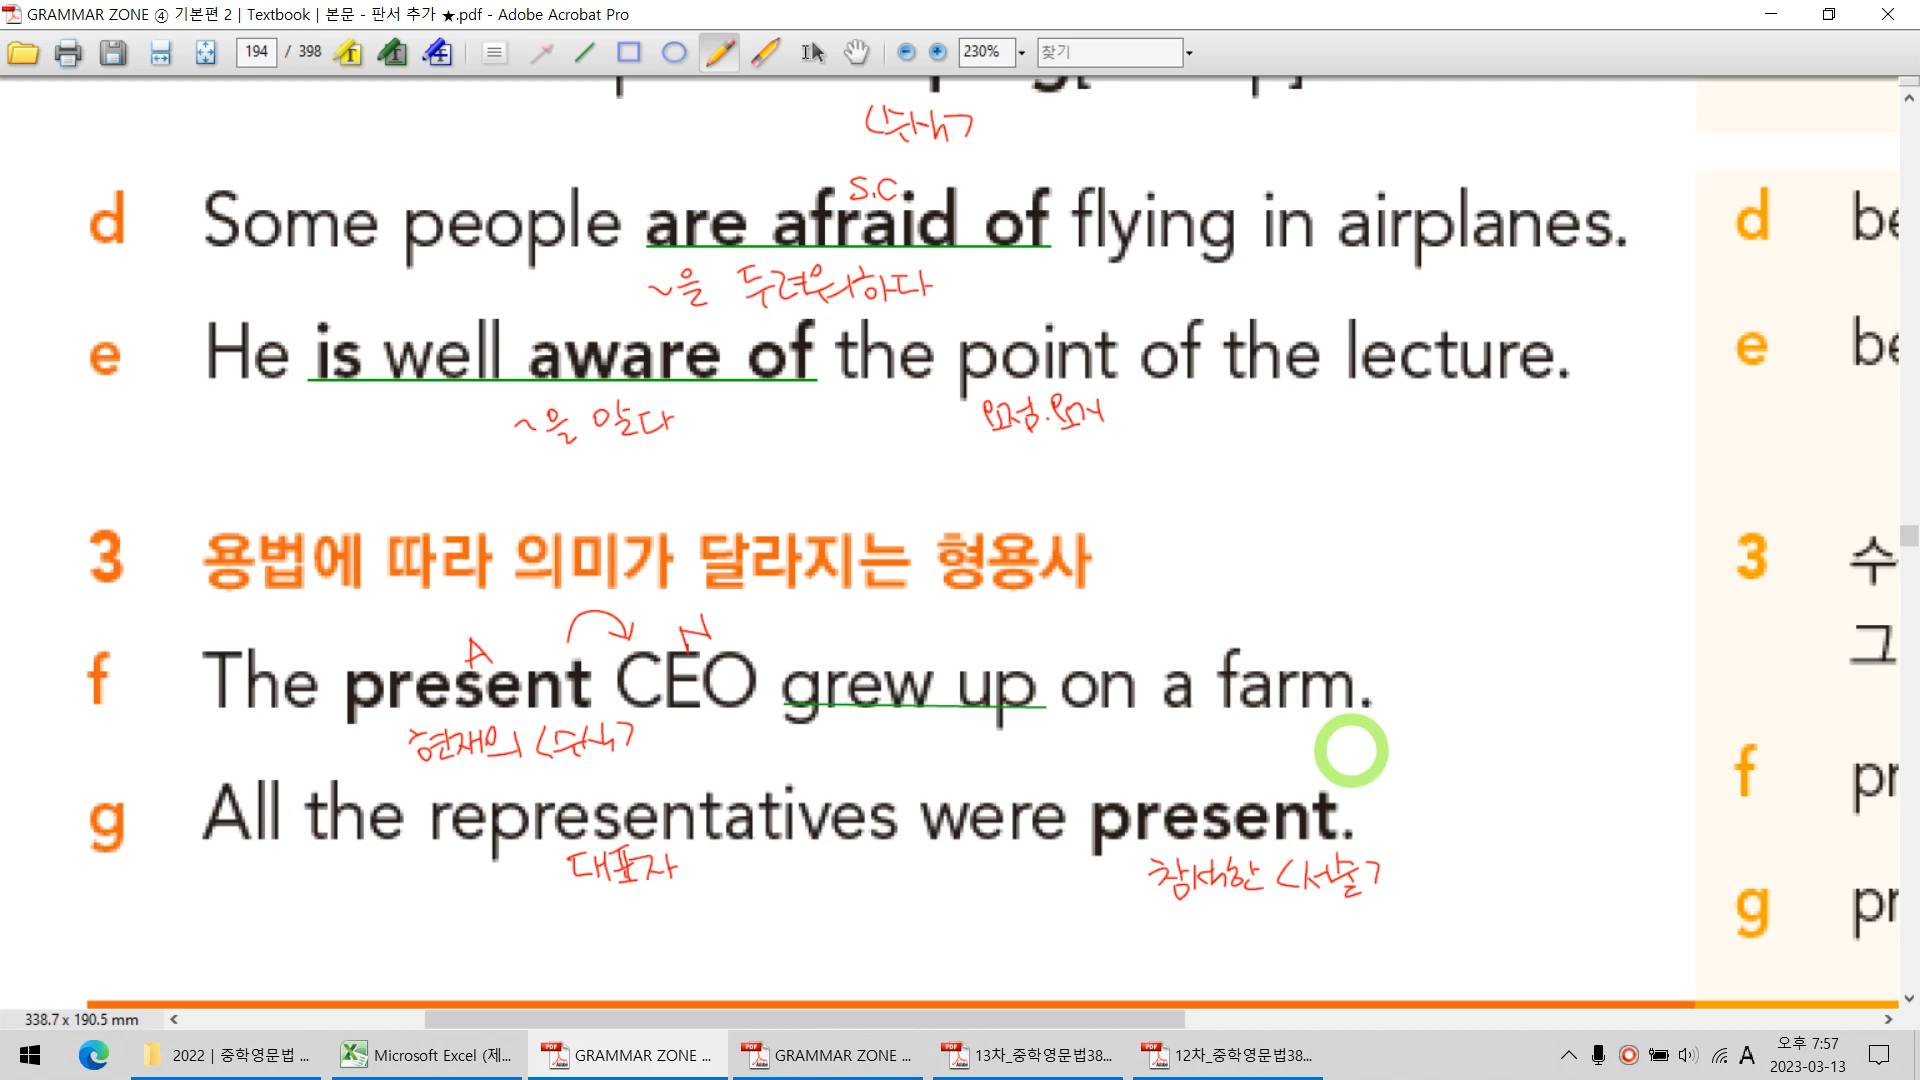 GRAMMAR ZONE ④ 기본편 2 | Textbook | 본문 - 판서 추가 ★.pdf - Adobe Acrobat Pro
194 / 398 230% 찾기
<수식>
S.C
d Some people are afraid of flying in airplanes. d be
~을 두려워하다
e He is well aware of the point of the lecture. e be
~을 알다 요점.요지
3 용법에 따라 의미가 달라지는 형용사 3 수
그
A N
f The present CEO grew up on a farm.
현재의 <수식>
f pr
g All the representatives were present.
대표자 참석한 <서술>
g pr
338.7 x 190.5 mm
2022 | 중학영문법 ... Microsoft Excel (제... GRAMMAR ZONE ... GRAMMAR ZONE ... 13차_중학영문법38... 12차_중학영문법38... A 오후 7:57
2023-03-13